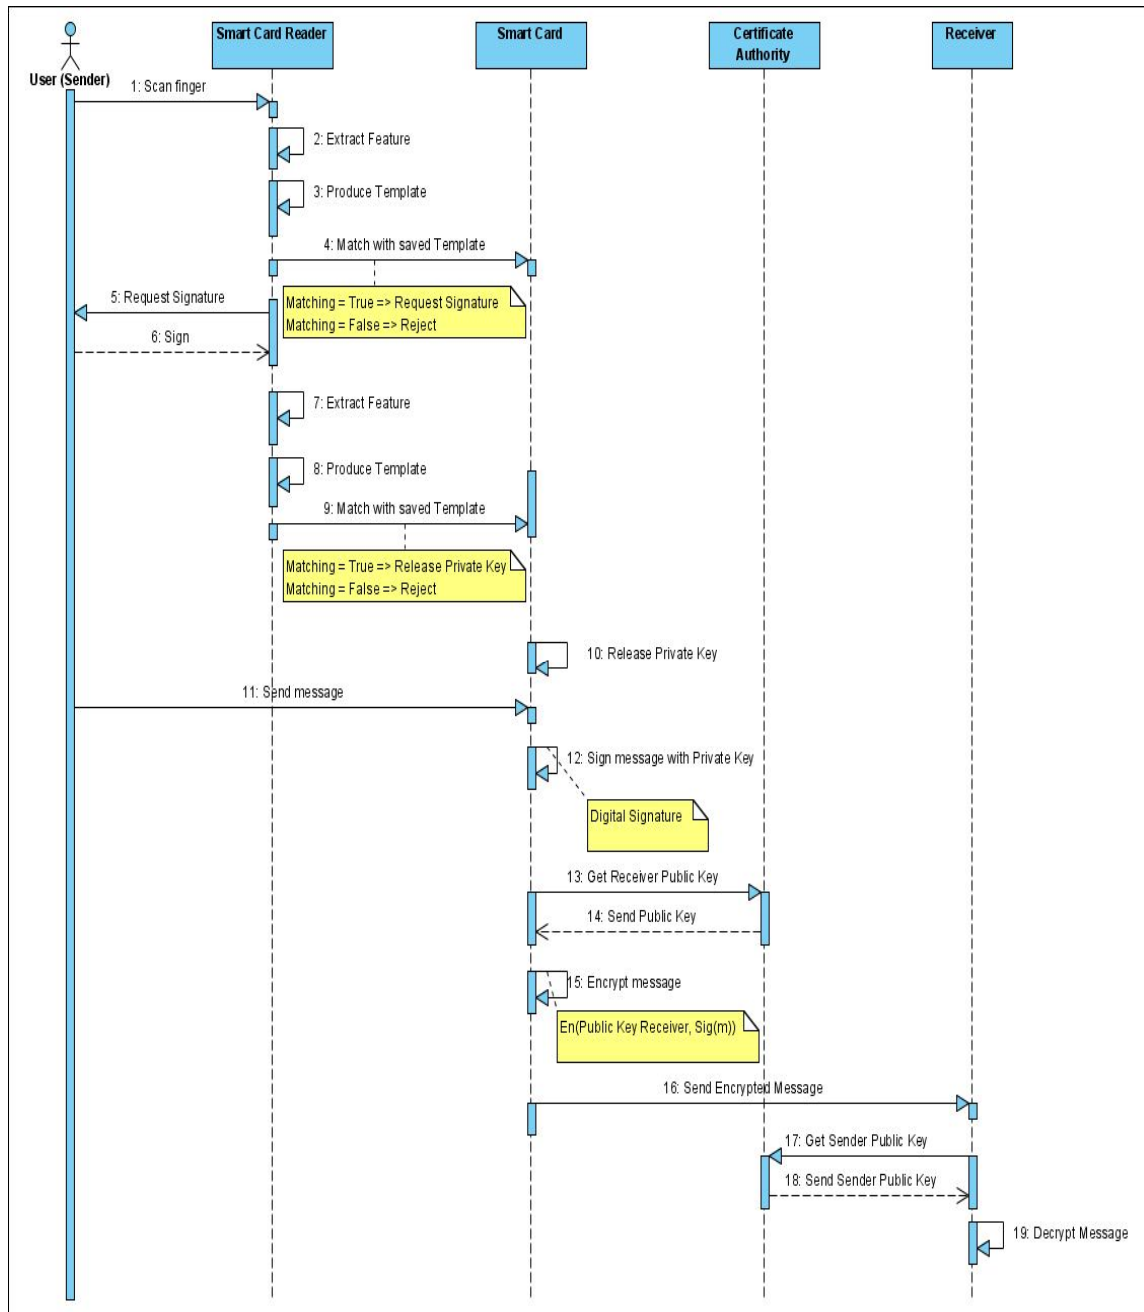 Smart Card Reader
Smart Card
Certificate
Authority
Receiver
User (Sender)
1: Scan finger
2: Extract Feature
3: Produce Template
4: Match with saved Template
5: Request Signature
Matching = True => Request Signature
Matching = False => Reject
6: Sign
7: Extract Feature
8: Produce Template
9: Match with saved Template
Matching = True => Release Private Key
Matching = False => Reject
10: Release Private Key
11: Send message
12: Sign message with Private Key
Digital Signature
13: Get Receiver Public Key
14: Send Public Key
15: Encrypt message
En(Public Key Receiver, Sig(m))
16: Send Encrypted Message
17: Get Sender Public Key
18: Send Sender Public Key
19: Decrypt Message